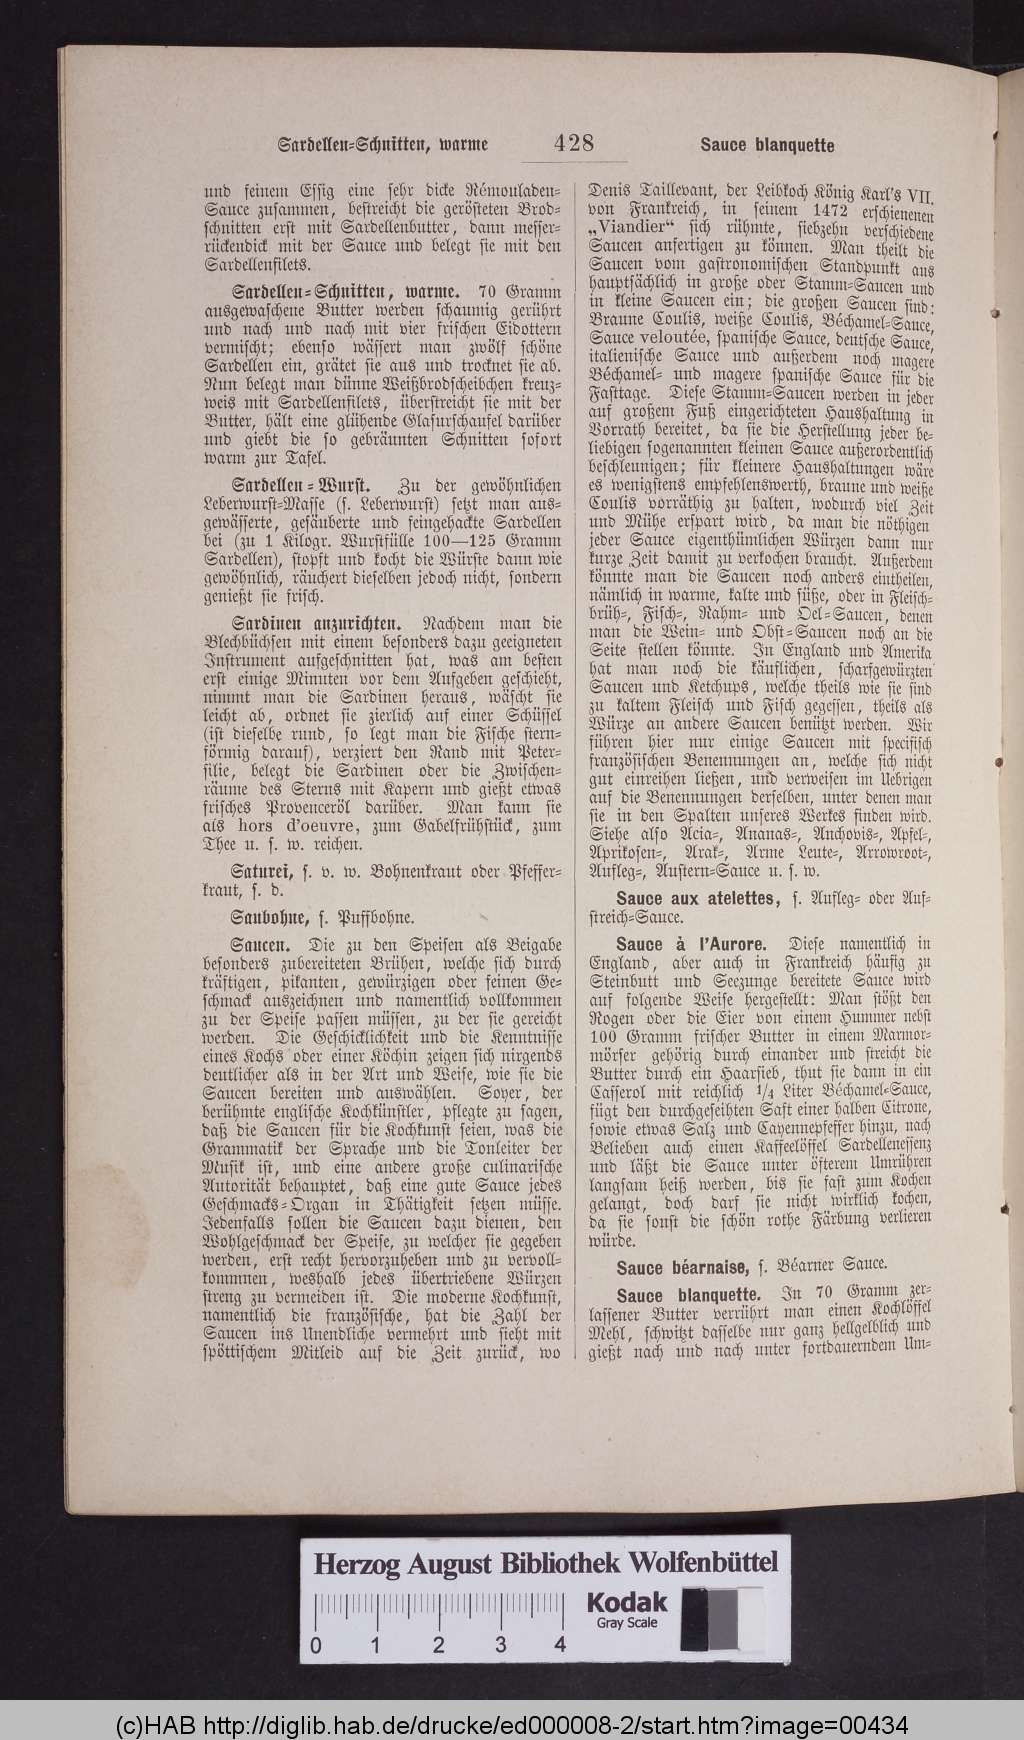 Sardellen-Schnitten, warme
428
Sauce blanquette
und feinem Essig eine sehr dicke Rémouladen-
Sauce zusammen, bestreicht die gerösteten Brod-
schnitten erst mit Sardellenbutter, dann messer-
rückendick mit der Sauce und belegt sie mit den
Sardellenfilets.
Sardellen-Schnitten, warme. 70 Gramm
ausgewaschene Butter werden schaumig gerührt
und nach und nach mit vier frischen Eidottern
vermischt; ebenso wässert man zwölf schöne
Sardellen ein, grätet sie aus und trocknet sie ab.
Nun belegt man dünne Weißbrodscheibchen kreuz-
weis mit Sardellenfilets, überstreicht sie mit der
Butter, hält eine glühende Glasurschaufel darüber
und giebt die so gebräunten Schnitten sofort
warm zur Tafel.
Sardellen-Wurst. Zu der gewöhnlichen
Leberwurst-Masse (s. Leberwurst) setzt man aus-
gewässerte, gesäuberte und feingehackte Sardellen
bei (zu 1 Kilogr. Wurstfülle 100—125 Gramm
Sardellen), stopft und kocht die Würste dann wie
gewöhnlich, räuchert dieselben jedoch nicht, sondern
genießt sie frisch.
Sardinen anzurichten. Nachdem man die
Blechbüchsen mit einem besonders dazu geeigneten
Instrument aufgeschnitten hat, was am besten
erst einige Minuten vor dem Aufgeben geschieht,
nimmt man die Sardinen heraus, wäscht sie
leicht ab, ordnet sie zierlich auf einer Schüssel
(ist dieselbe rund, so legt man die Fische stern-
förmig darauf), verziert den Rand mit Peter-
silie, belegt die Sardinen oder die Zwischen-
räume des Sterns mit Kapern und gießt etwas
frisches Provenceröl darüber. Man kann sie
als hors d'oeuvre, zum Gabelfrühstück, zum
Thee u. s. w. reichen.
Saturei, s. v. w. Bohnenkraut oder Pfeffer-
kraut, s. d.
Saubohne, s. Puffbohne.
Saucen. Die zu den Speisen als Beigabe
besonders zubereiteten Brühen, welche sich durch
kräftigen, pikanten, gewürzigen oder feinen Ge-
schmack auszeichnen und namentlich vollkommen
zu der Speise passen müssen, zu der sie gereicht
werden. Die Geschicklichkeit und die Kenntnisse
eines Kochs oder einer Köchin zeigen sich nirgends
deutlicher als in der Art und Weise, wie sie die
Saucen bereiten und auswählen. Soyer, der
berühmte englische Kochkünstler, pflegte zu sagen,
daß die Saucen für die Kochkunst seien, was die
Grammatik der Sprache und die Tonleiter der
Musik ist, und eine andere große culinarische
Autorität behauptet, daß eine gute Sauce jedes
Geschmacks-Organ in Thätigkeit setzen müsse.
Jedenfalls sollen die Saucen dazu dienen, den
Wohlgeschmack der Speise, zu welcher sie gegeben
werden, erst recht hervorzuheben und zu vervoll-
kommnen, weshalb jedes übertriebene Würzen
streng zu vermeiden ist. Die moderne Kochkunst,
namentlich die französische, hat die Zahl der
Saucen ins Unendliche vermehrt und sieht mit
spöttischem Mitleid auf die Zeit zurück, wo
Denis Taillevant, der Leibkoch König Karl's VII.
von Frankreich, in seinem 1472 erschienenen
„Viandier“ sich rühmte, siebzehn verschiedene
Saucen anfertigen zu können. Man theilt die
Saucen vom gastronomischen Standpunkt aus
hauptsächlich in große oder Stamm-Saucen und
in kleine Saucen ein; die großen Saucen sind:
Braune Coulis, weiße Coulis, Béchamel-Sauce,
Sauce veloutée, spanische Sauce, deutsche Sauce,
italienische Sauce und außerdem noch magere
Béchamel- und magere spanische Sauce für die
Fasttage. Diese Stamm-Saucen werden in jeder
auf großem Fuß eingerichteten Haushaltung in
Vorrath bereitet, da sie die Herstellung jeder be-
liebigen sogenannten kleinen Sauce außerordentlich
beschleunigen; für kleinere Haushaltungen wäre
es wenigstens empfehlenswerth, braune und weiße
Coulis vorräthig zu halten, wodurch viel Zeit
und Mühe erspart wird, da man die nöthigen
jeder Sauce eigenthümlichen Würzen dann nur
kurze Zeit damit zu verkochen braucht. Außerdem
könnte man die Saucen noch anders eintheilen,
nämlich in warme, kalte und süße, oder in Fleisch-
brüh-, Fisch-, Rahm- und Oel-Saucen, denen
man die Wein- und Obst-Saucen noch an die
Seite stellen könnte. In England und Amerika
hat man noch die käuflichen, scharfgewürzten
Saucen und Ketchups, welche theils wie sie sind
zu kaltem Fleisch und Fisch gegessen, theils als
Würze an andere Saucen benützt werden. Wir
führen hier nur einige Saucen mit specifisch
französischen Benennungen an, welche sich nicht
gut einreihen ließen, und verweisen im Uebrigen
auf die Benennungen derselben, unter denen man
sie in den Spalten unseres Werkes finden wird.
Siehe also Acia-, Ananas-, Anchovis-, Apfel-,
Aprikosen-, Arak-, Arme Leute-, Arrowroot-,
Aufleg-, Austern-Sauce u. s. w.
Sauce aux atelettes, s. Aufleg- oder Auf-
streich-Sauce.
Sauce à l'Aurore. Diese namentlich in
England, aber auch in Frankreich häufig zu
Steinbutt und Seezunge bereitete Sauce wird
auf folgende Weise hergestellt: Man stößt den
Rogen oder die Eier von einem Hummer nebst
100 Gramm frischer Butter in einem Marmor-
mörser gehörig durch einander und streicht die
Butter durch ein Haarsieb, thut sie dann in ein
Casserol mit reichlich 1/4 Liter Béchamel-Sauce,
fügt den durchgeseihten Saft einer halben Citrone,
sowie etwas Salz und Cayennepfeffer hinzu, nach
Belieben auch einen Kaffeelöffel Sardellenessenz
und läßt die Sauce unter öfterem Umrühren
langsam heiß werden, bis sie fast zum Kochen
gelangt, doch darf sie nicht wirklich kochen,
da sie sonst die schön rothe Färbung verlieren
würde.
Sauce béarnaise, s. Béarner Sauce.
Sauce blanquette. In 70 Gramm zer-
lassener Butter verrührt man einen Kochlöffel
Mehl, schwitzt dasselbe nur ganz hellgelblich und
gießt nach und nach unter fortdauerndem Um-
Herzog August Bibliothek Wolfenbüttel
Kodak
Gray Scale
0 1 2 3 4
(c)HAB http://diglib.hab.de/drucke/ed000008-2/start.htm?image=00434